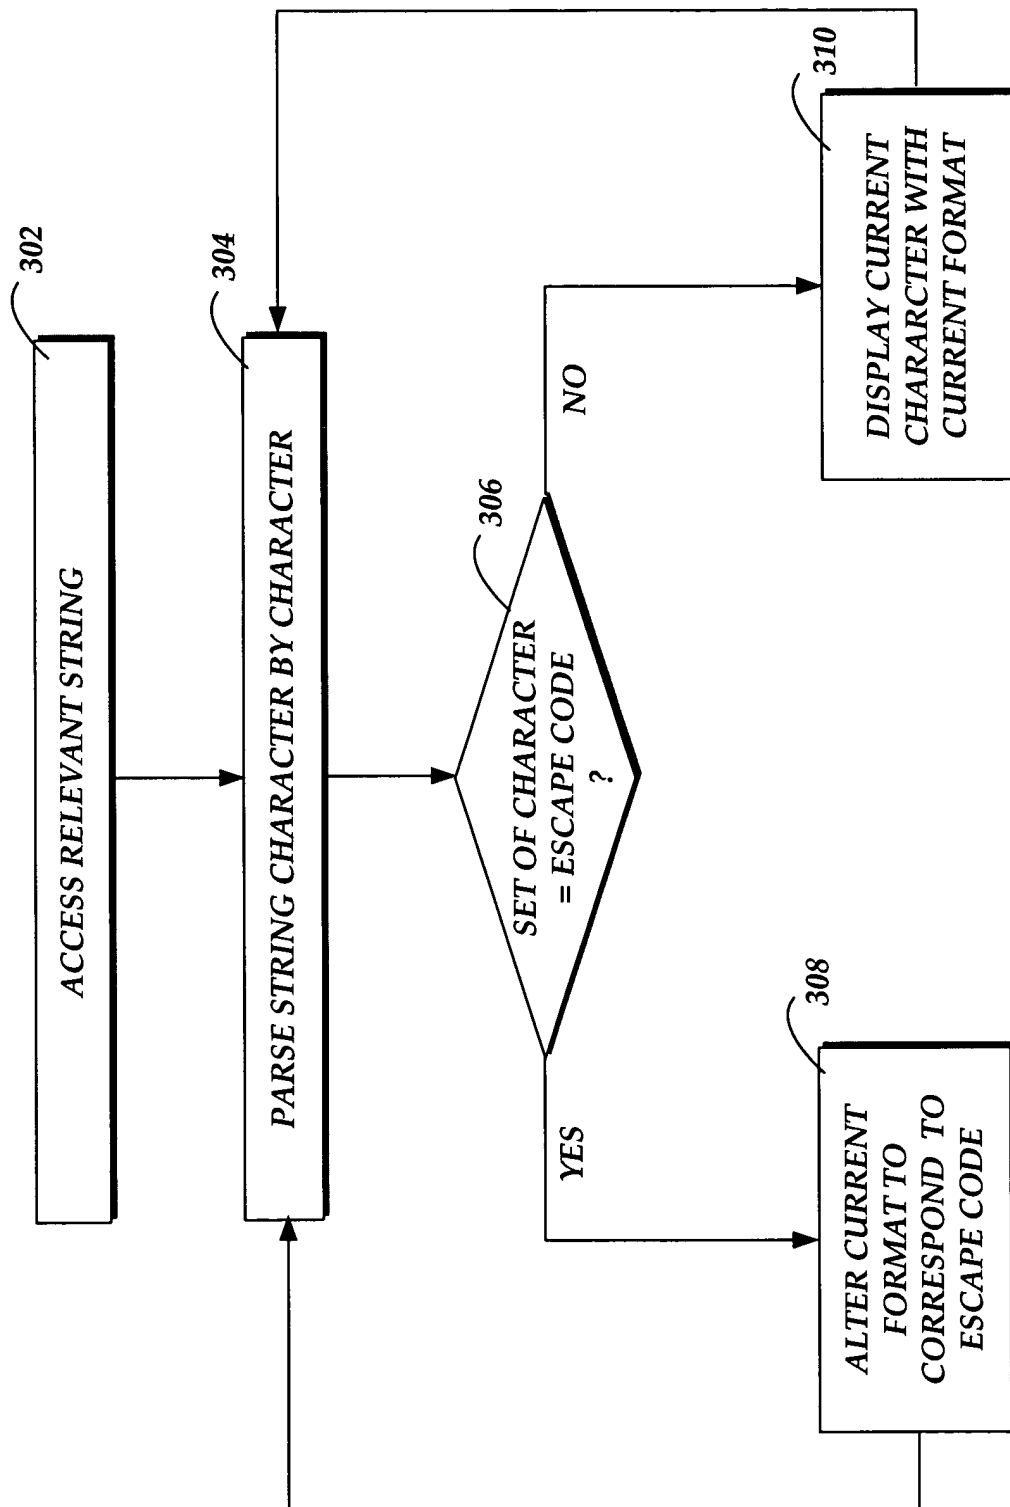 302
ACCESS RELEVANT STRING
304
PARSE STRING CHARACTER BY CHARACTER
306
SET OF CHARACTER
= ESCAPE CODE
?
YES
NO
308
ALTER CURRENT
FORMAT TO
CORRESPOND TO
ESCAPE CODE
310
DISPLAY CURRENT
CHARARCTER WITH
CURRENT FORMAT